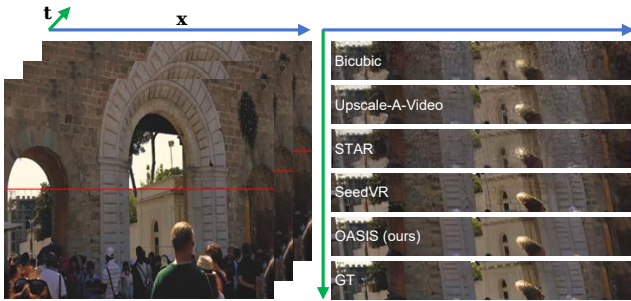 t
x
Bicubic
Upscale-A-Video
STAR
SeedVR
OASIS (ours)
GT